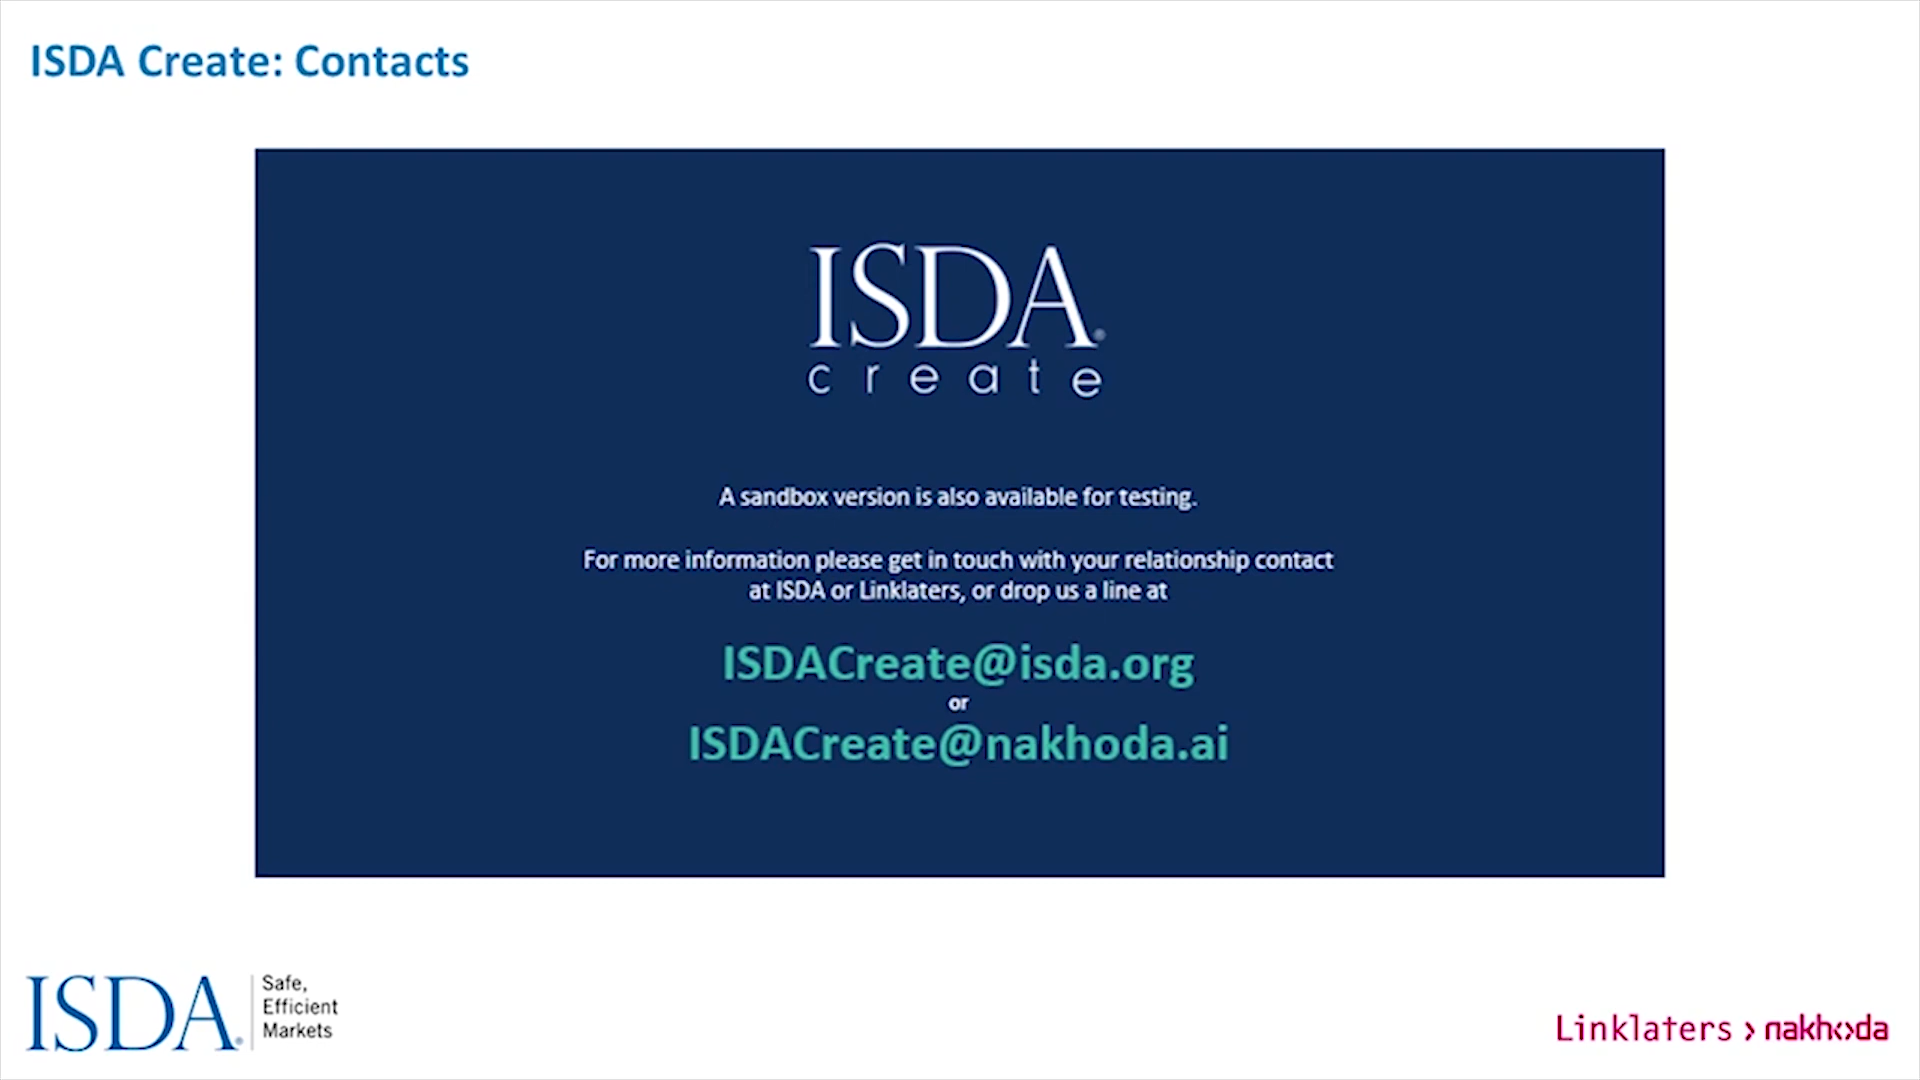 ISDA Create: Contacts
ISDA®
create
A sandbox version is also available for testing.
For more information please get in touch with your relationship contact
at ISDA or Linklaters, or drop us a line at
ISDACreate@isda.org
or
ISDACreate@nakhoda.ai
ISDA®
Safe,
Efficient
Markets
Linklaters › nakhoda